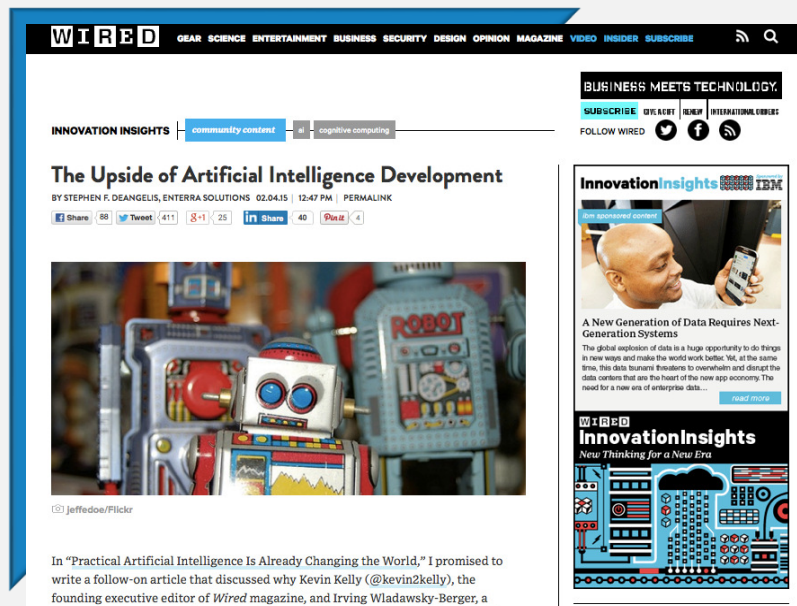 WIRED
GEAR SCIENCE ENTERTAINMENT BUSINESS SECURITY DESIGN OPINION MAGAZINE VIDEO INSIDER SUBSCRIBE
BUSINESS MEETS TECHNOLOGY.
SUBSCRIBE GIVE A GIFT RENEW INTERNATIONAL ORDERS
FOLLOW WIRED
INNOVATION INSIGHTS | community content ai cognitive computing
The Upside of Artificial Intelligence Development
BY STEPHEN F. DEANGELIS, ENTERRA SOLUTIONS 02.04.15 | 12:47 PM | PERMALINK
Share 88 Tweet 411 g+1 25 in Share 40 Pin it 4
ROBOT
jeffedoe/Flickr
In “Practical Artificial Intelligence Is Already Changing the World,” I promised to
write a follow-on article that discussed why Kevin Kelly (@kevin2kelly), the
founding executive editor of Wired magazine, and Irving Wladawsky-Berger, a
InnovationInsights Sponsored by IBM
ibm sponsored content
A New Generation of Data Requires Next-
Generation Systems
The global explosion of data is a huge opportunity to do things
in new ways and make the world work better. Yet, at the same
time, this data tsunami threatens to overwhelm and disrupt the
data centers that are the heart of the new app economy. The
need for a new era of enterprise data....
read more
WIRED
InnovationInsights
New Thinking for a New Era